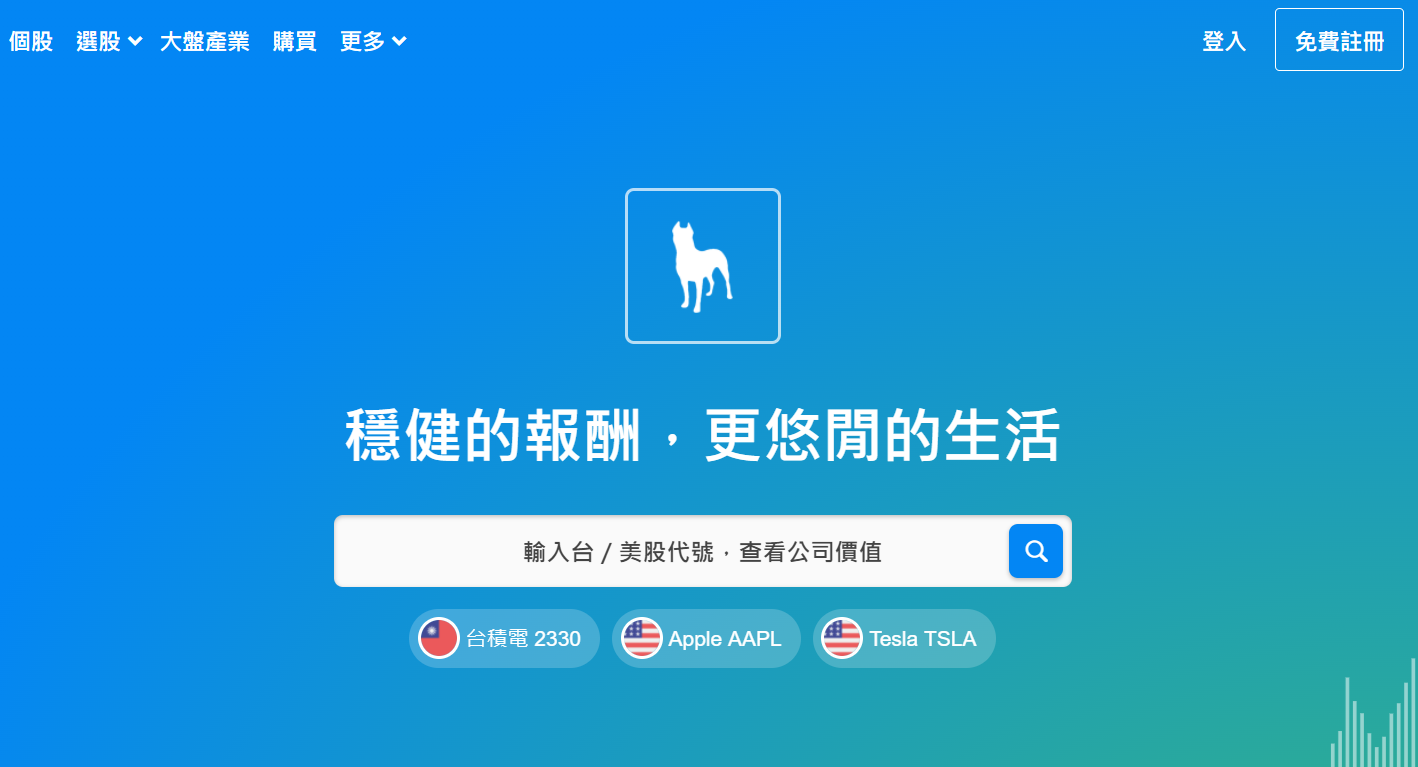 個股 選股 大盤產業 購買 更多 登入 免費註冊
穩健的報酬，更悠閒的生活
輸入台 / 美股代號，查看公司價值
台積電 2330 Apple AAPL Tesla TSLA